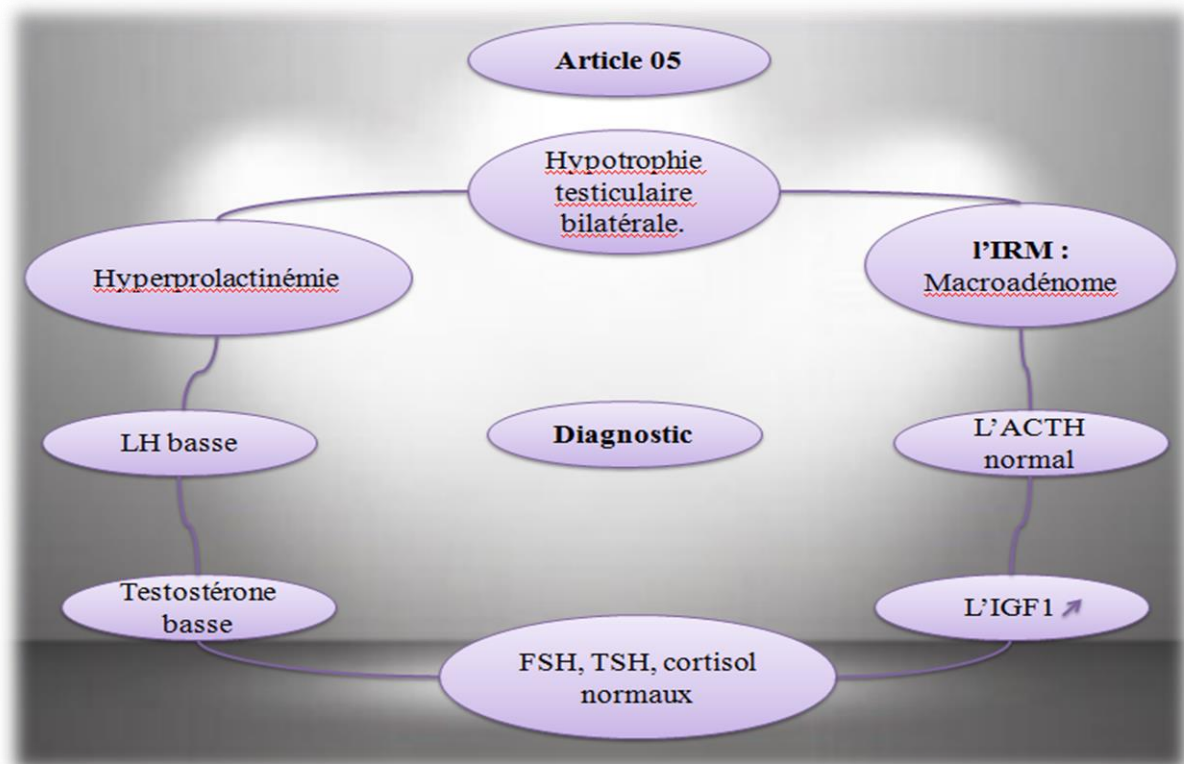 Article 05
Hypotrophie
testiculaire
bilatérale.
Hyperprolactinémie
l'IRM :
Macroadénome
LH basse
Diagnostic
L'ACTH
normal
Testostérone
basse
L'IGF1 ↗
FSH, TSH, cortisol
normaux